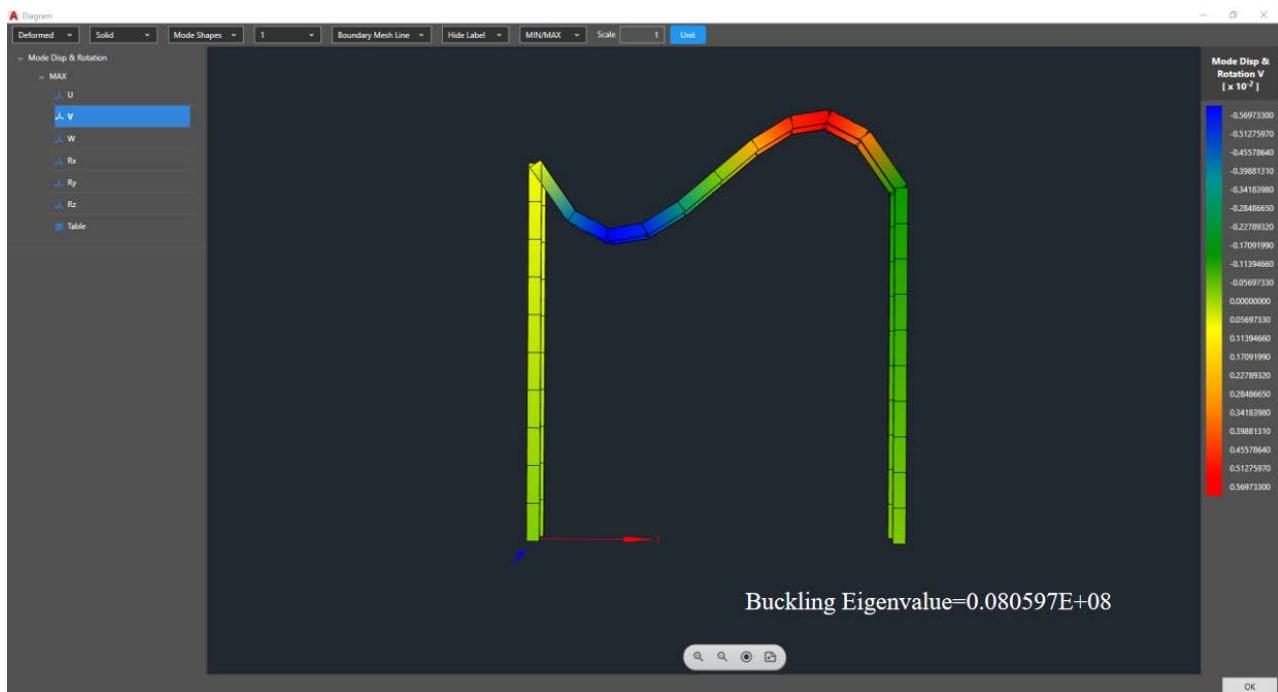 Diagram
Deformed Solid Mode Shapes 1 Boundary Mesh Line Hide Label MIN/MAX Scale 1 Unit
Mode Disp & Rotation
MAX
U
V
W
Rx
Ry
Rz
Table
Mode Disp &
Rotation V
[ x 10⁻² ]
-0.56973300
-0.51275970
-0.45578640
-0.39881310
-0.34183980
-0.28486650
-0.22789320
-0.17091990
-0.11394660
-0.05697330
0.00000000
0.05697330
0.11394660
0.17091990
0.22789320
0.28486650
0.34183980
0.39881310
0.45578640
0.51275970
0.56973300
X
Buckling Eigenvalue=0.080597E+08
OK